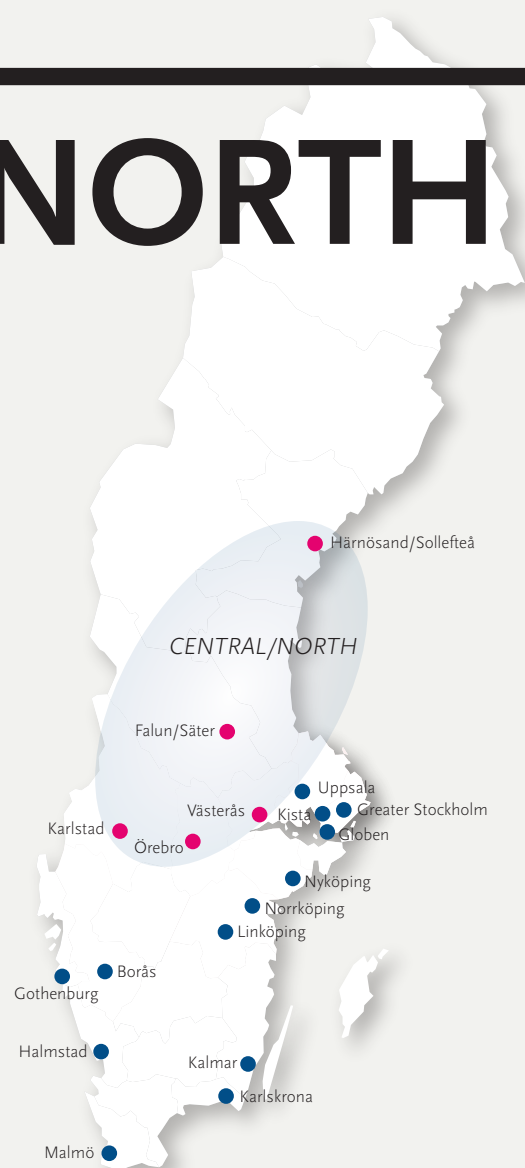 NORTH
Härnösand/Sollefteå
CENTRAL/NORTH
Falun/Säter
Uppsala
Västerås
Kista
Greater Stockholm
Karlstad
Globen
Örebro
Nyköping
Norrköping
Linköping
Borås
Gothenburg
Halmstad
Kalmar
Karlskrona
Malmö